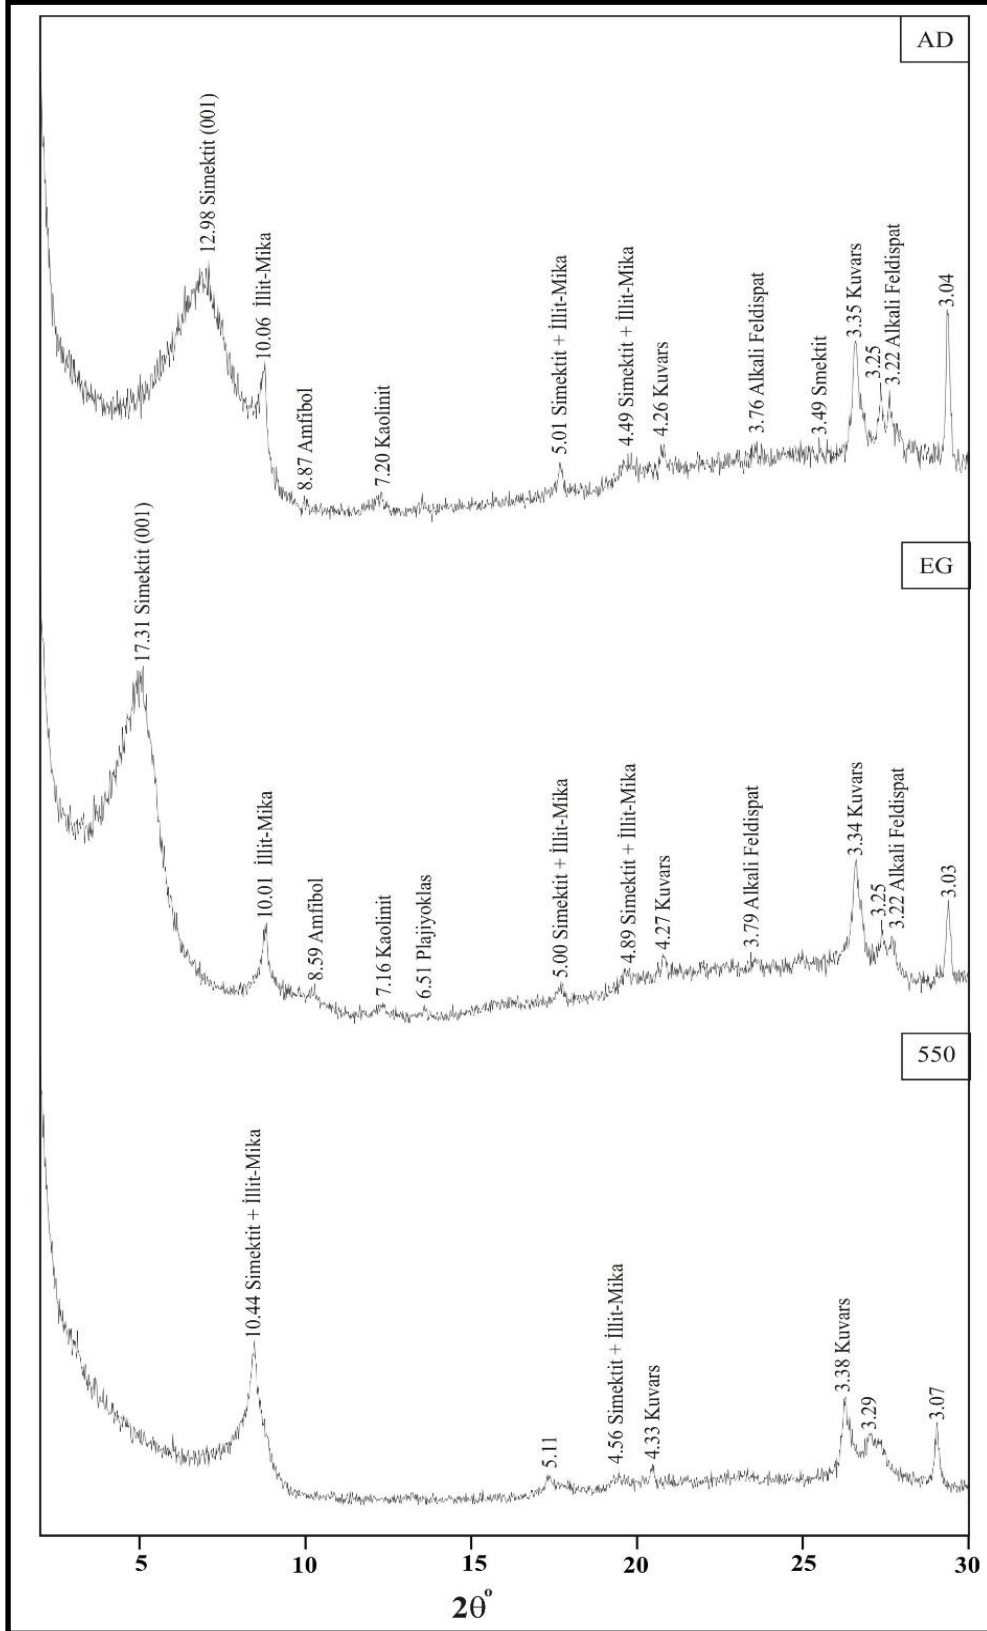 AD
12.98 Simektit (001)
10.06 İllit-Mika
8.87 Amfibol
7.20 Kaolinit
5.01 Simektit + İllit-Mika
4.49 Simektit + İllit-Mika
4.26 Kuvars
3.76 Alkali Feldispat
3.49 Smektit
3.35 Kuvars
3.25
3.22 Alkali Feldispat
3.04
EG
17.31 Simektit (001)
10.01 İllit-Mika
8.59 Amfibol
7.16 Kaolinit
6.51 Plajiyoklas
5.00 Simektit + İllit-Mika
4.89 Simektit + İllit-Mika
4.27 Kuvars
3.79 Alkali Feldispat
3.34 Kuvars
3.25
3.22 Alkali Feldispat
3.03
550
10.44 Simektit + İllit-Mika
5.11
4.56 Simektit + İllit-Mika
4.33 Kuvars
3.38 Kuvars
3.29
3.07
5 10 15 20 25 30
2θ°